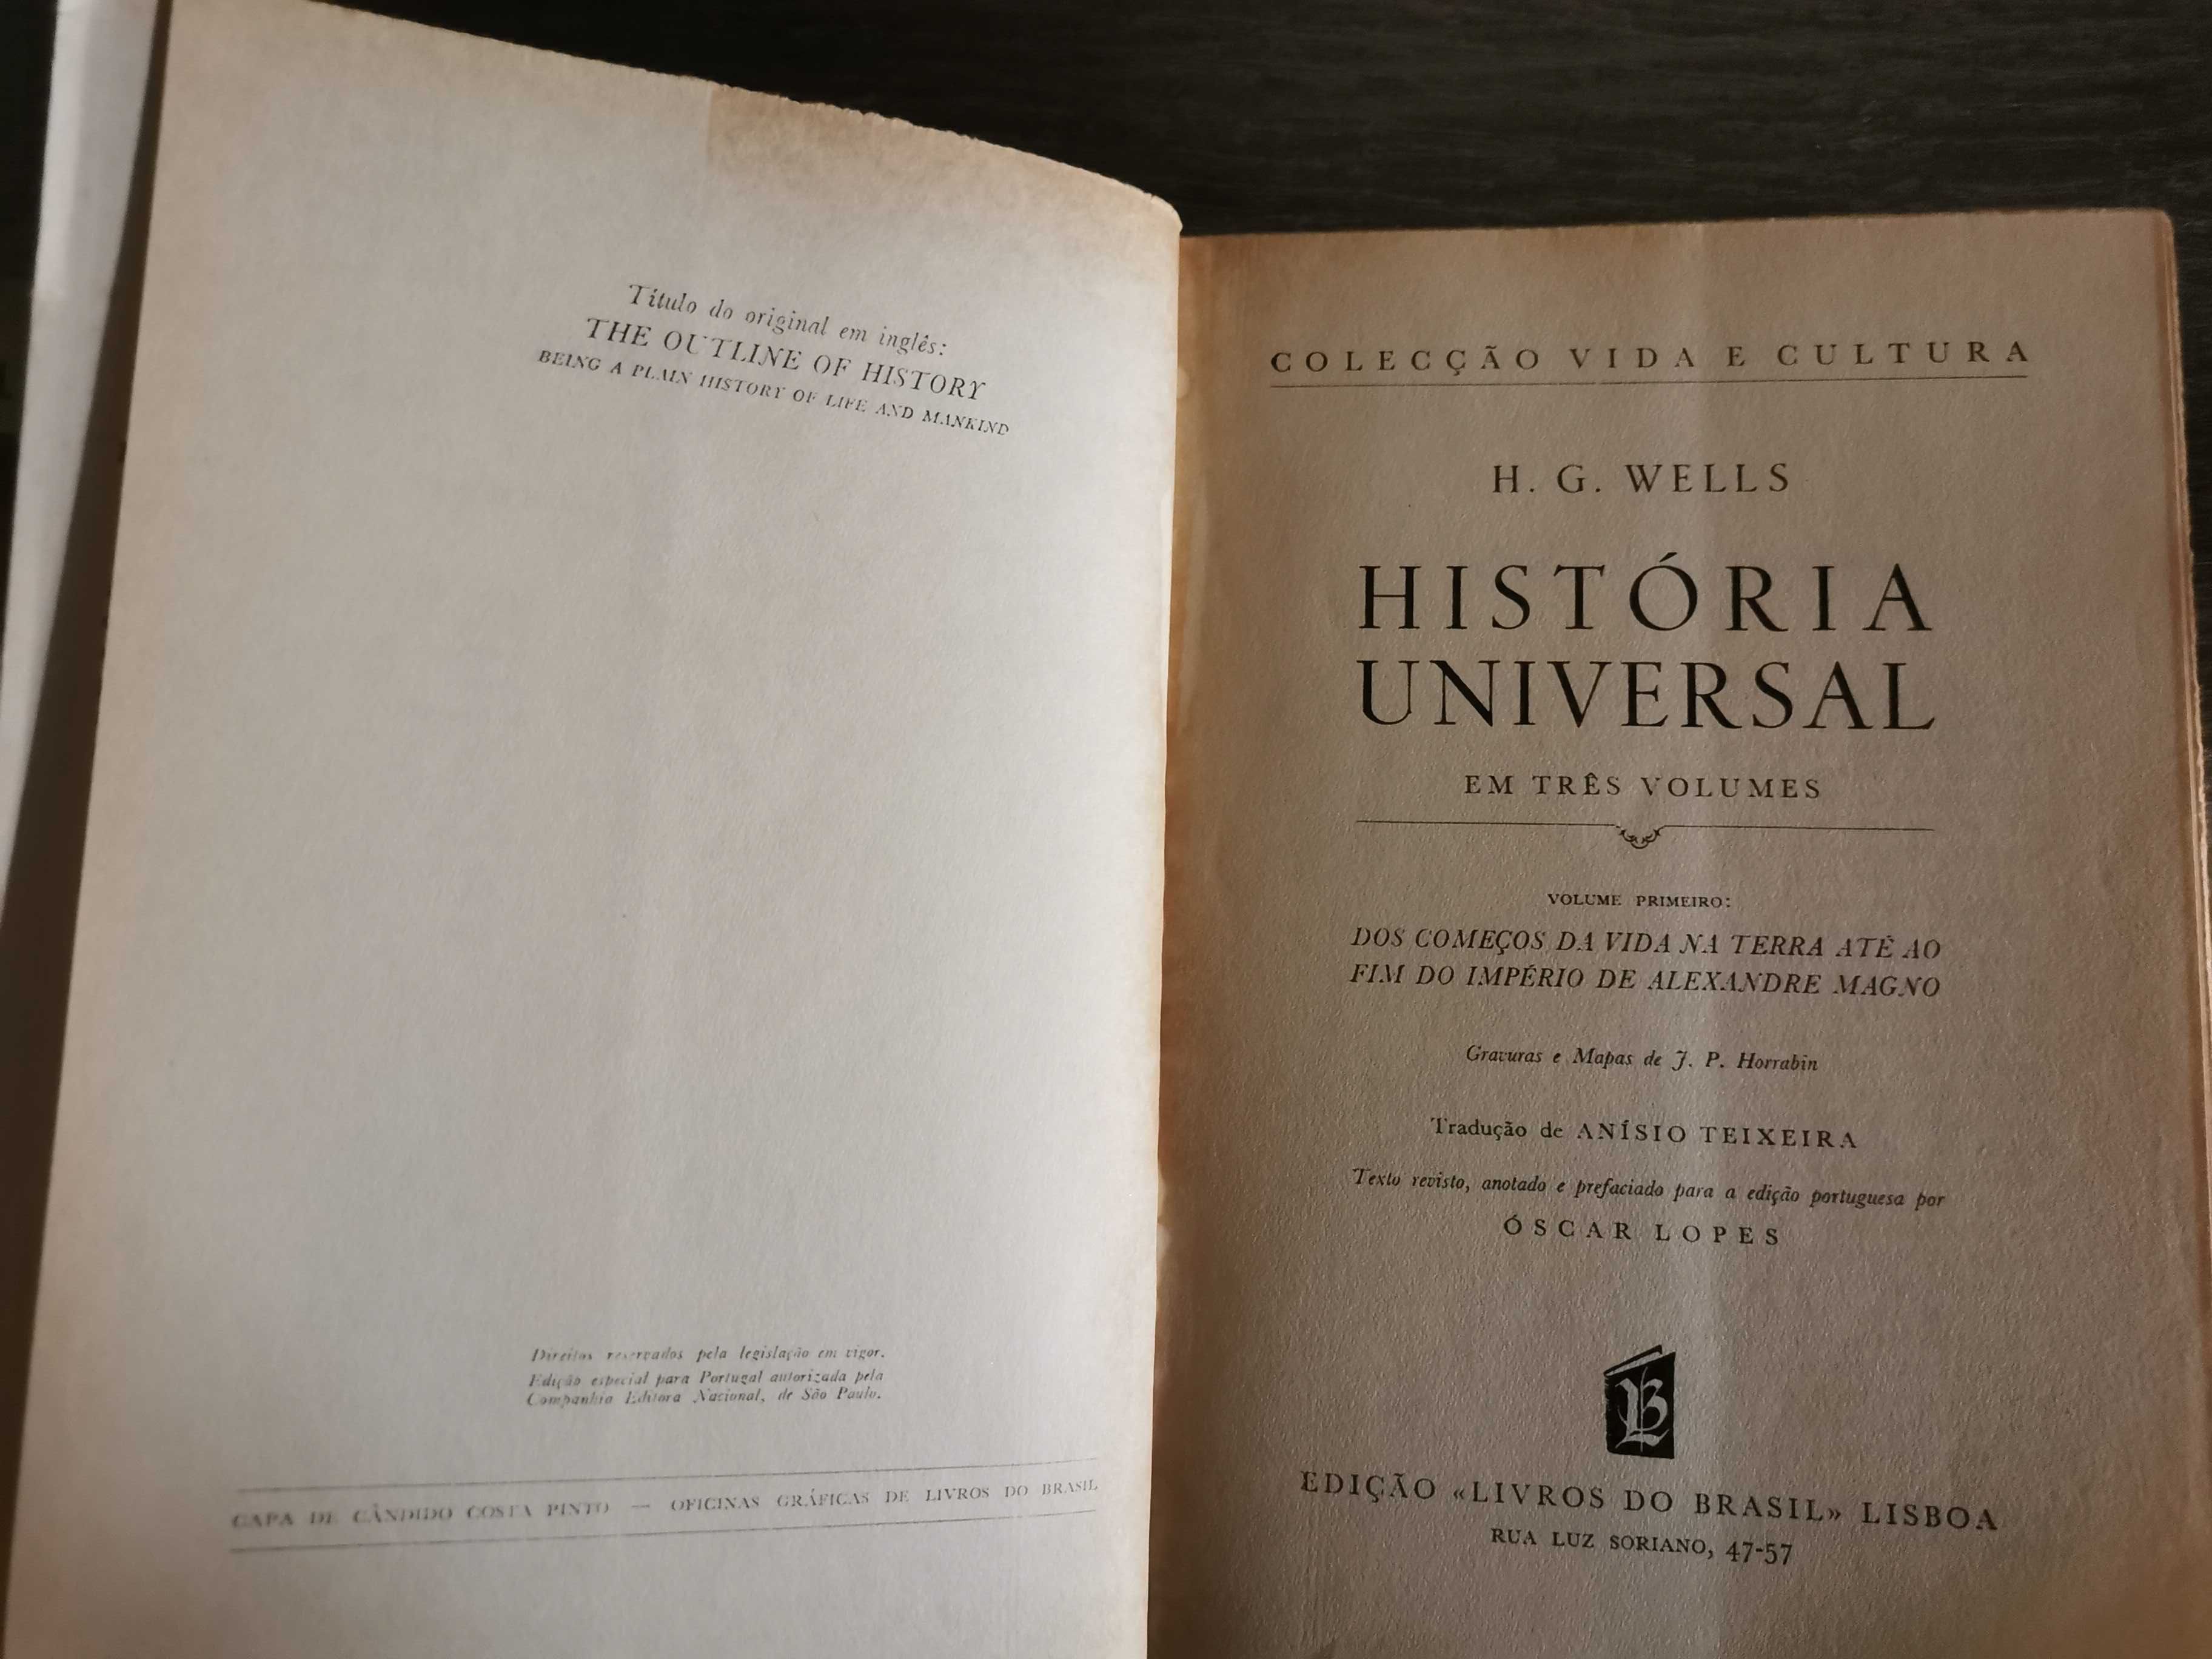 Título do original em inglês:
THE OUTLINE OF HISTORY
BEING A PLAIN HISTORY OF LIFE AND MANKIND
Direitos reservados pela legislação em vigor.
Edição especial para Portugal autorizada pela
Companhia Editora Nacional, de São Paulo.
CAPA DE CÂNDIDO COSTA PINTO — OFICINAS GRÁFICAS DE LIVROS DO BRASIL
COLECÇÃO VIDA E CULTURA
H. G. WELLS
HISTÓRIA
UNIVERSAL
EM TRÊS VOLUMES
VOLUME PRIMEIRO:
DOS COMEÇOS DA VIDA NA TERRA ATÉ AO
FIM DO IMPÉRIO DE ALEXANDRE MAGNO
Gravuras e Mapas de J. P. Horrabin
Tradução de ANÍSIO TEIXEIRA
Texto revisto, anotado e prefaciado para a edição portuguesa por
ÓSCAR LOPES
LB
EDIÇÃO «LIVROS DO BRASIL» LISBOA
RUA LUZ SORIANO, 47-57